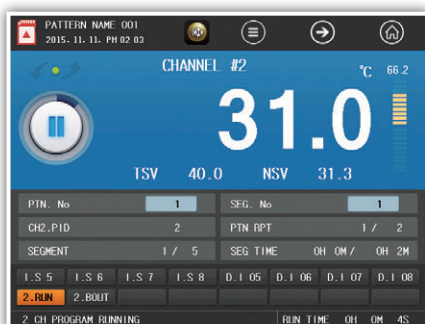 PATTERN NAME 001
2015. 11. 11. PM 02 03
CHANNEL #2
°C 66.2
31.0
TSV 40.0 NSV 31.3
PTN. No 1 SEG. No 1
CH2.PID 2 PTN RPT 1 / 2
SEGMENT 1 / 5 SEG TIME 0H 0M / 0H 2M
I.S 5 I.S 6 I.S 7 I.S 8 D.I 05 D.I 06 D.I 07 D.I 08
2.RUN 2.BOUT
2 CH PROGRAM RUNNING RUN TIME 0H 0M 4S